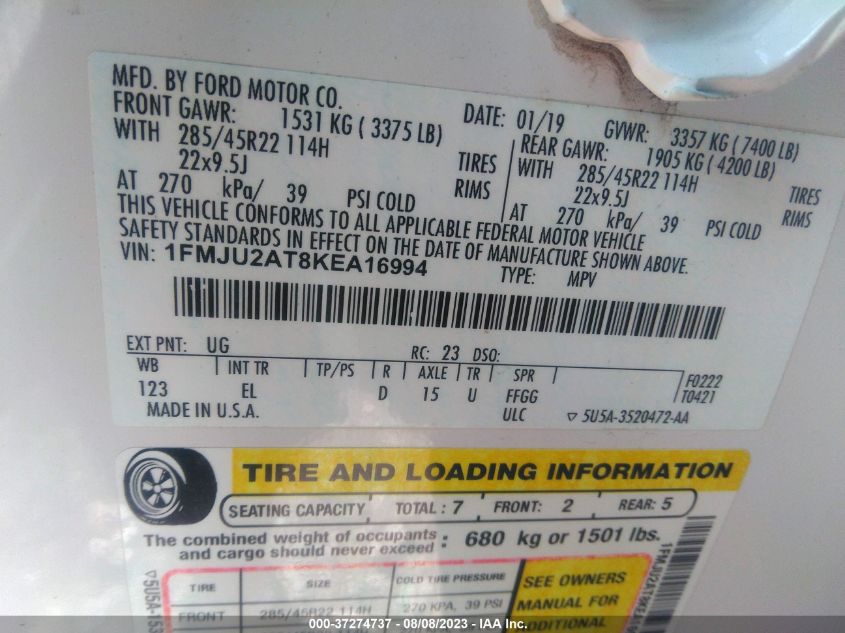 MFD. BY FORD MOTOR CO.
DATE: 01/19 GVWR: 3357 KG ( 7400 LB)
FRONT GAWR: 1531 KG ( 3375 LB)
REAR GAWR: 1905 KG ( 4200 LB)
WITH 285/45R22 114H TIRES
WITH 285/45R22 114H TIRES
22x9.5J RIMS
22x9.5J RIMS
AT 270 kPa/ 39 PSI COLD
AT 270 kPa/ 39 PSI COLD
THIS VEHICLE CONFORMS TO ALL APPLICABLE FEDERAL MOTOR VEHICLE
SAFETY STANDARDS IN EFFECT ON THE DATE OF MANUFACTURE SHOWN ABOVE.
VIN: 1FMJU2AT8KEA16994 TYPE: MPV
EXT PNT: UG RC: 23 DSO:
WB INT TR TP/PS R AXLE TR SPR F0222
123 EL D 15 U FFGG T0421
MADE IN U.S.A. ULC ▽ 5U5A-3520472-AA
TIRE AND LOADING INFORMATION
SEATING CAPACITY TOTAL : 7 FRONT: 2 REAR: 5
The combined weight of occupants
and cargo should never exceed : 680 kg or 1501 lbs.
TIRE SIZE COLD TIRE PRESSURE
FRONT 285/45R22 114H 270 KPA, 39 PSI
SEE OWNERS
MANUAL FOR
ADDITIONAL
▽5U5A-153
1FMJU2AT8KEA
000-37274737 - 08/08/2023 - IAA Inc.